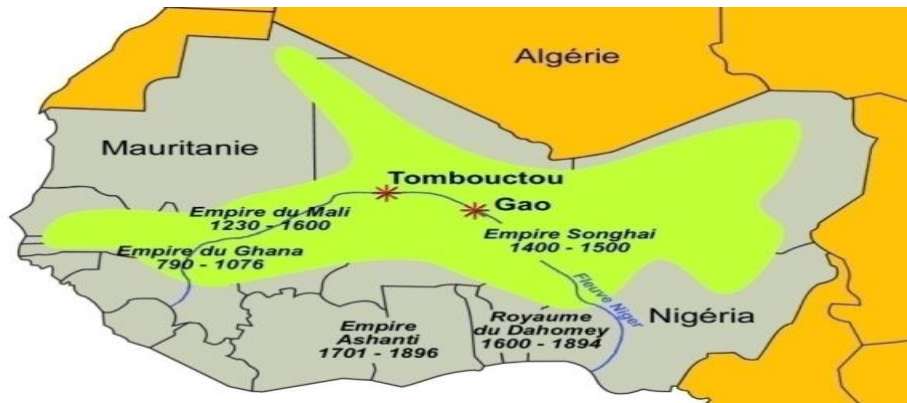 Algérie
Mauritanie
Tombouctou
Gao
Empire du Mali
1230 - 1600
Empire Songhai
1400 - 1500
Empire du Ghana
790 - 1076
Fleuve Niger
Nigéria
Royaume
du Dahomey
1600 - 1894
Empire
Ashanti
1701 - 1896